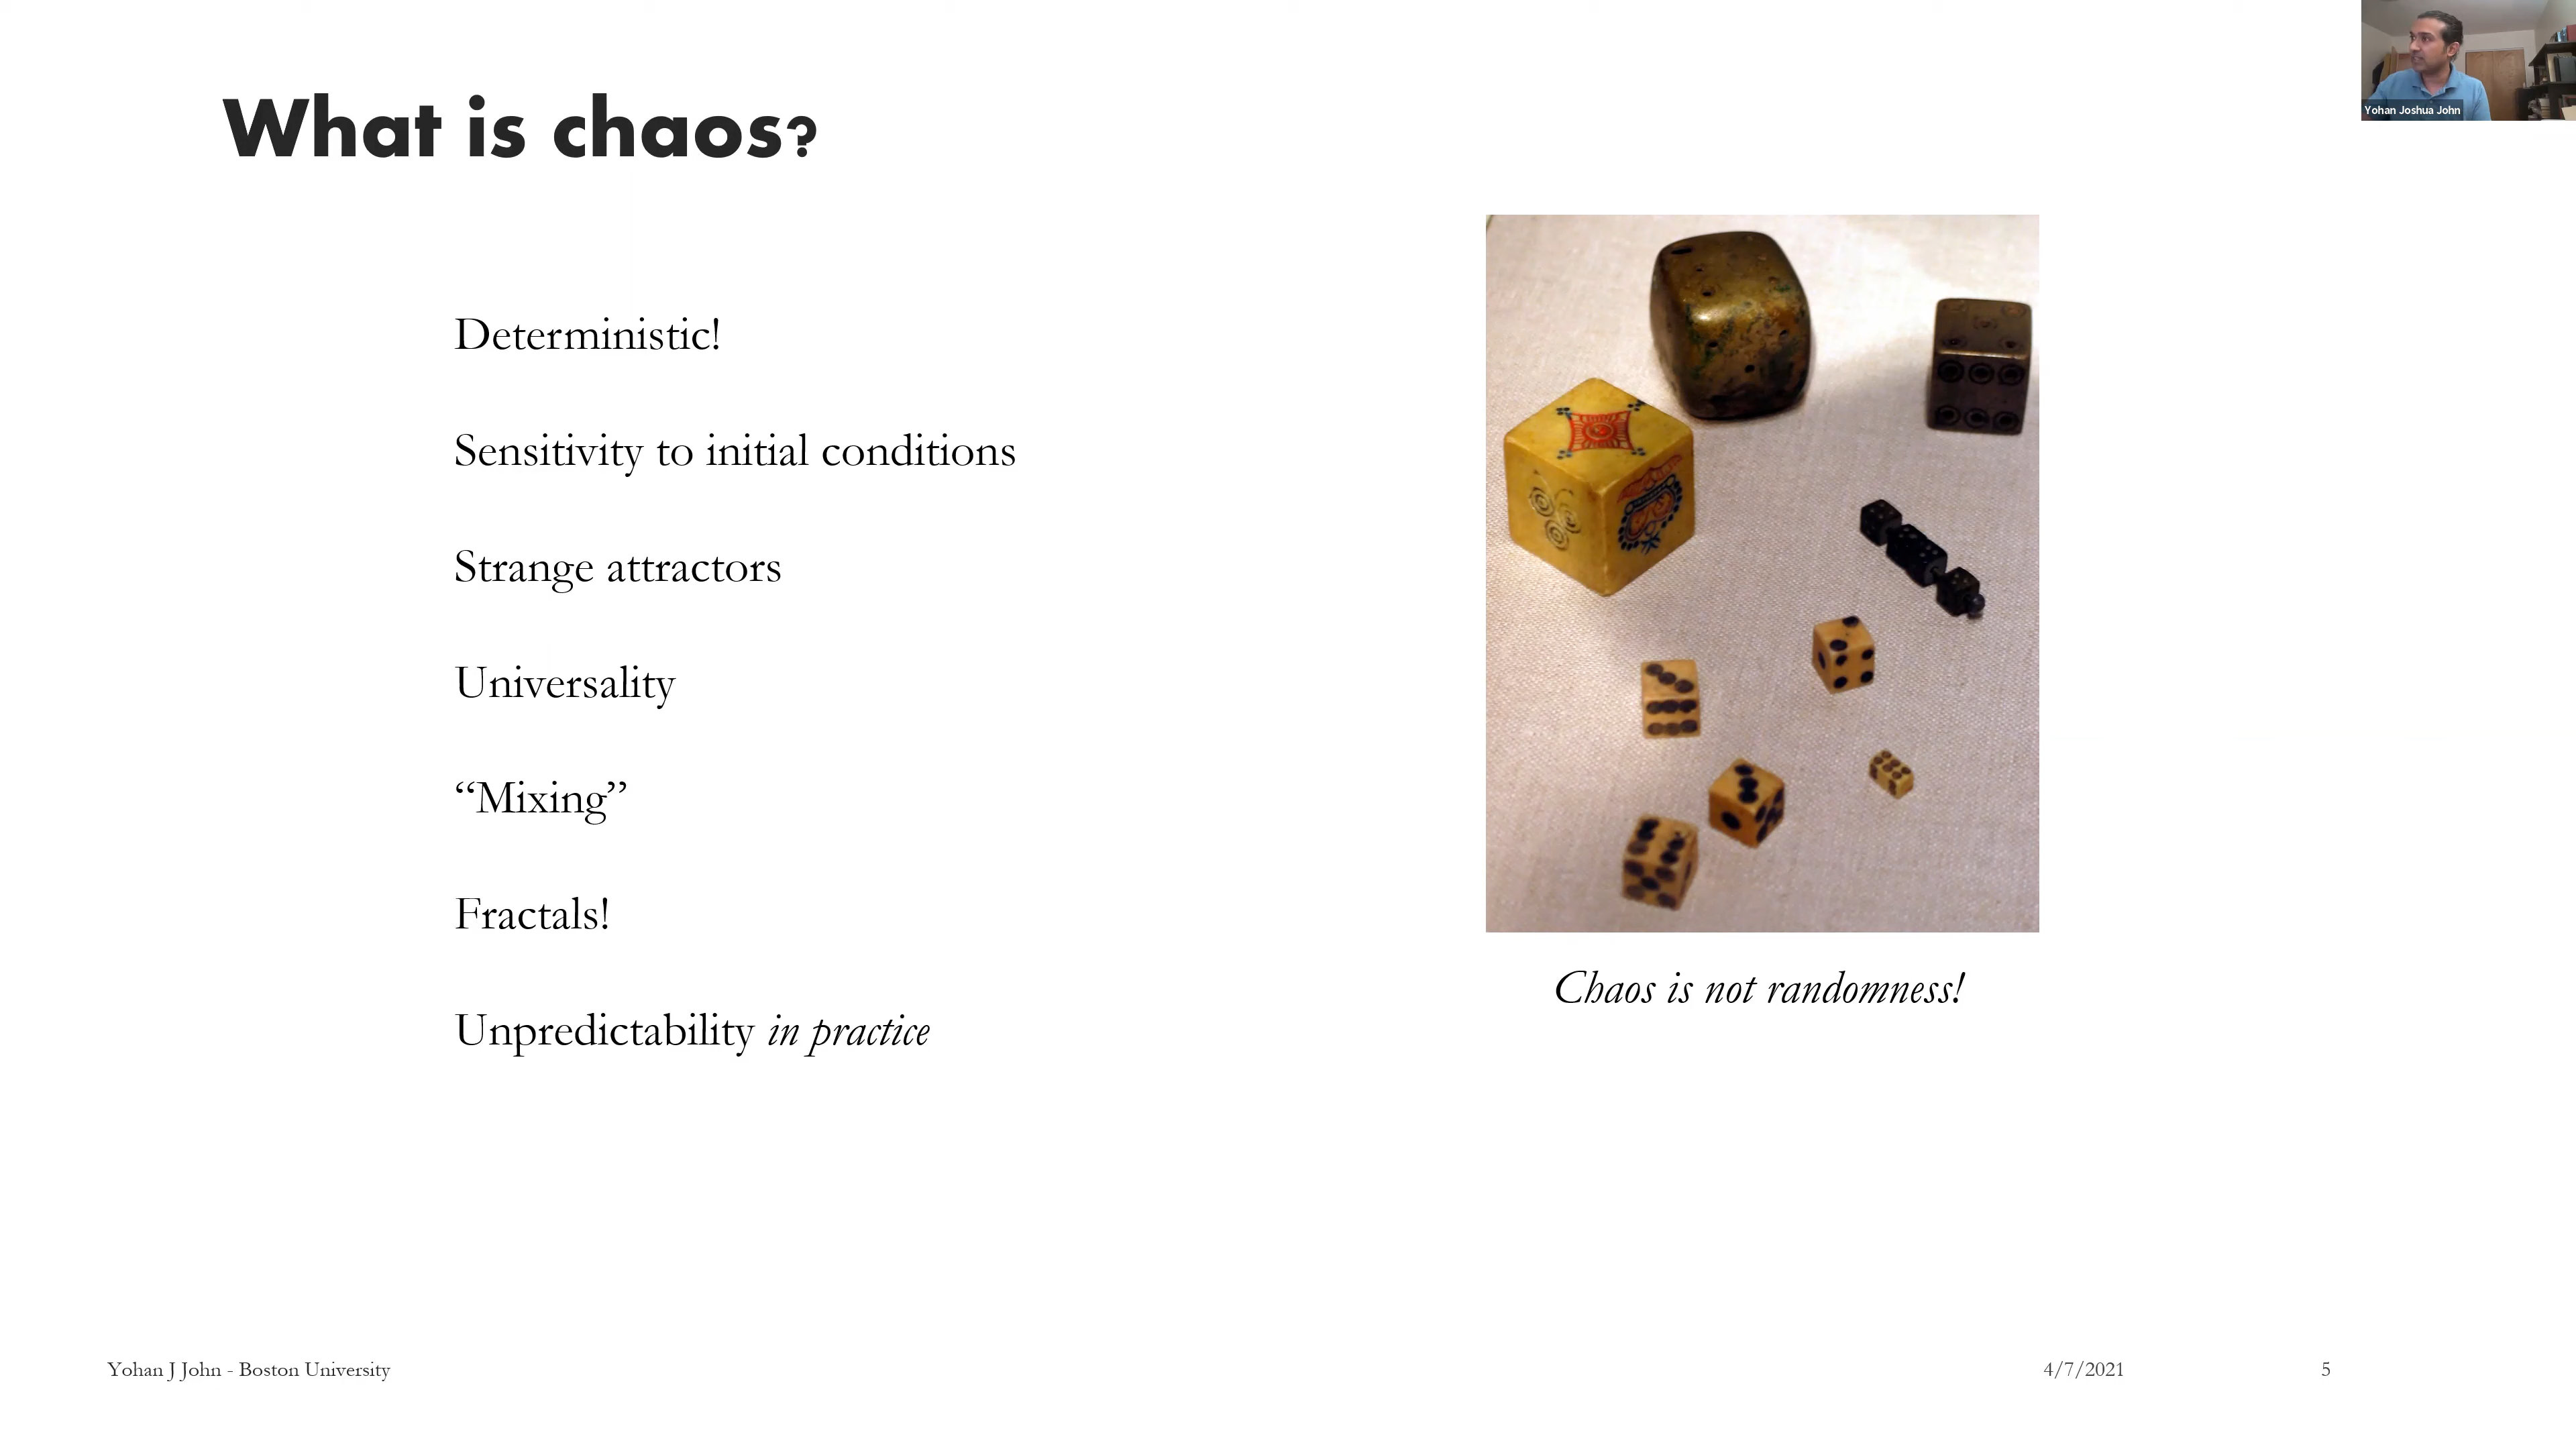 What is chaos?
Yohan Joshua John
Deterministic!
Sensitivity to initial conditions
Strange attractors
Universality
“Mixing”
Fractals!
Unpredictability in practice
Chaos is not randomness!
Yohan J John - Boston University
4/7/2021
5